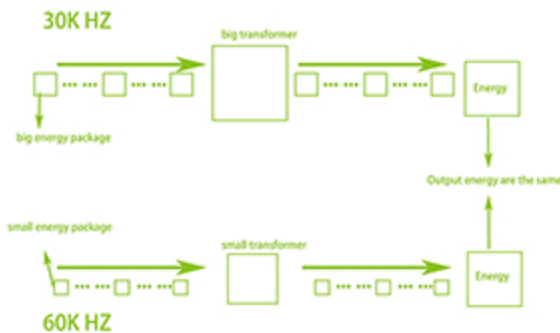 30K HZ
big transformer
Energy
big energy package
Output energy are the same
small energy package
small transformer
Energy
60K HZ